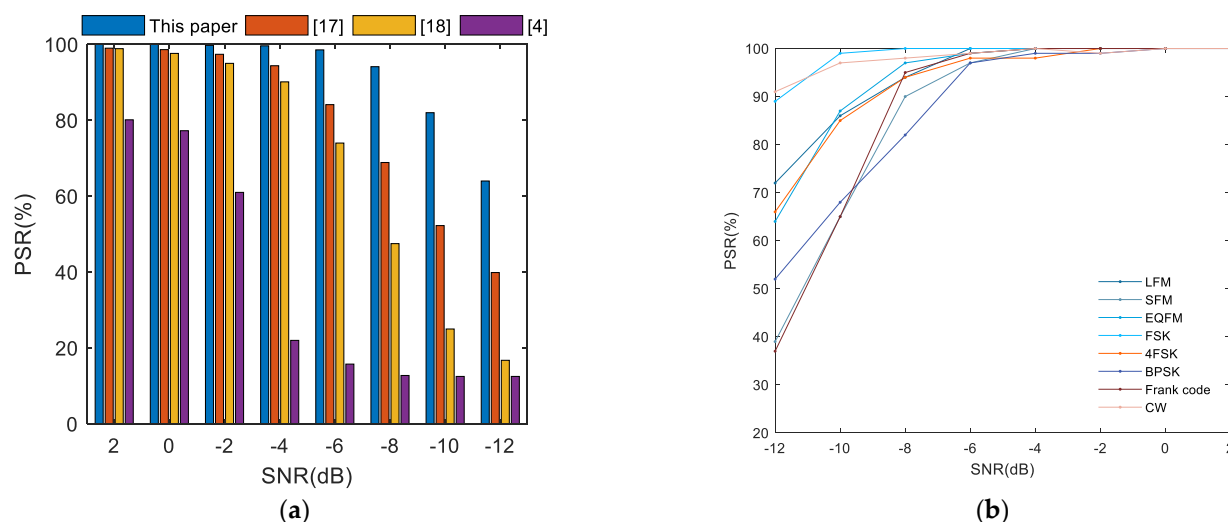 This paper [17] [18] [4]
100
80
60
40
20
0
PSR(%)
2 0 -2 -4 -6 -8 -10 -12
SNR(dB)
(a)
100
90
80
70
60
50
40
30
20
PSR(%)
LFM
SFM
EQFM
FSK
4FSK
BPSK
Frank code
CW
-12 -10 -8 -6 -4 -2 0 2
SNR(dB)
(b)